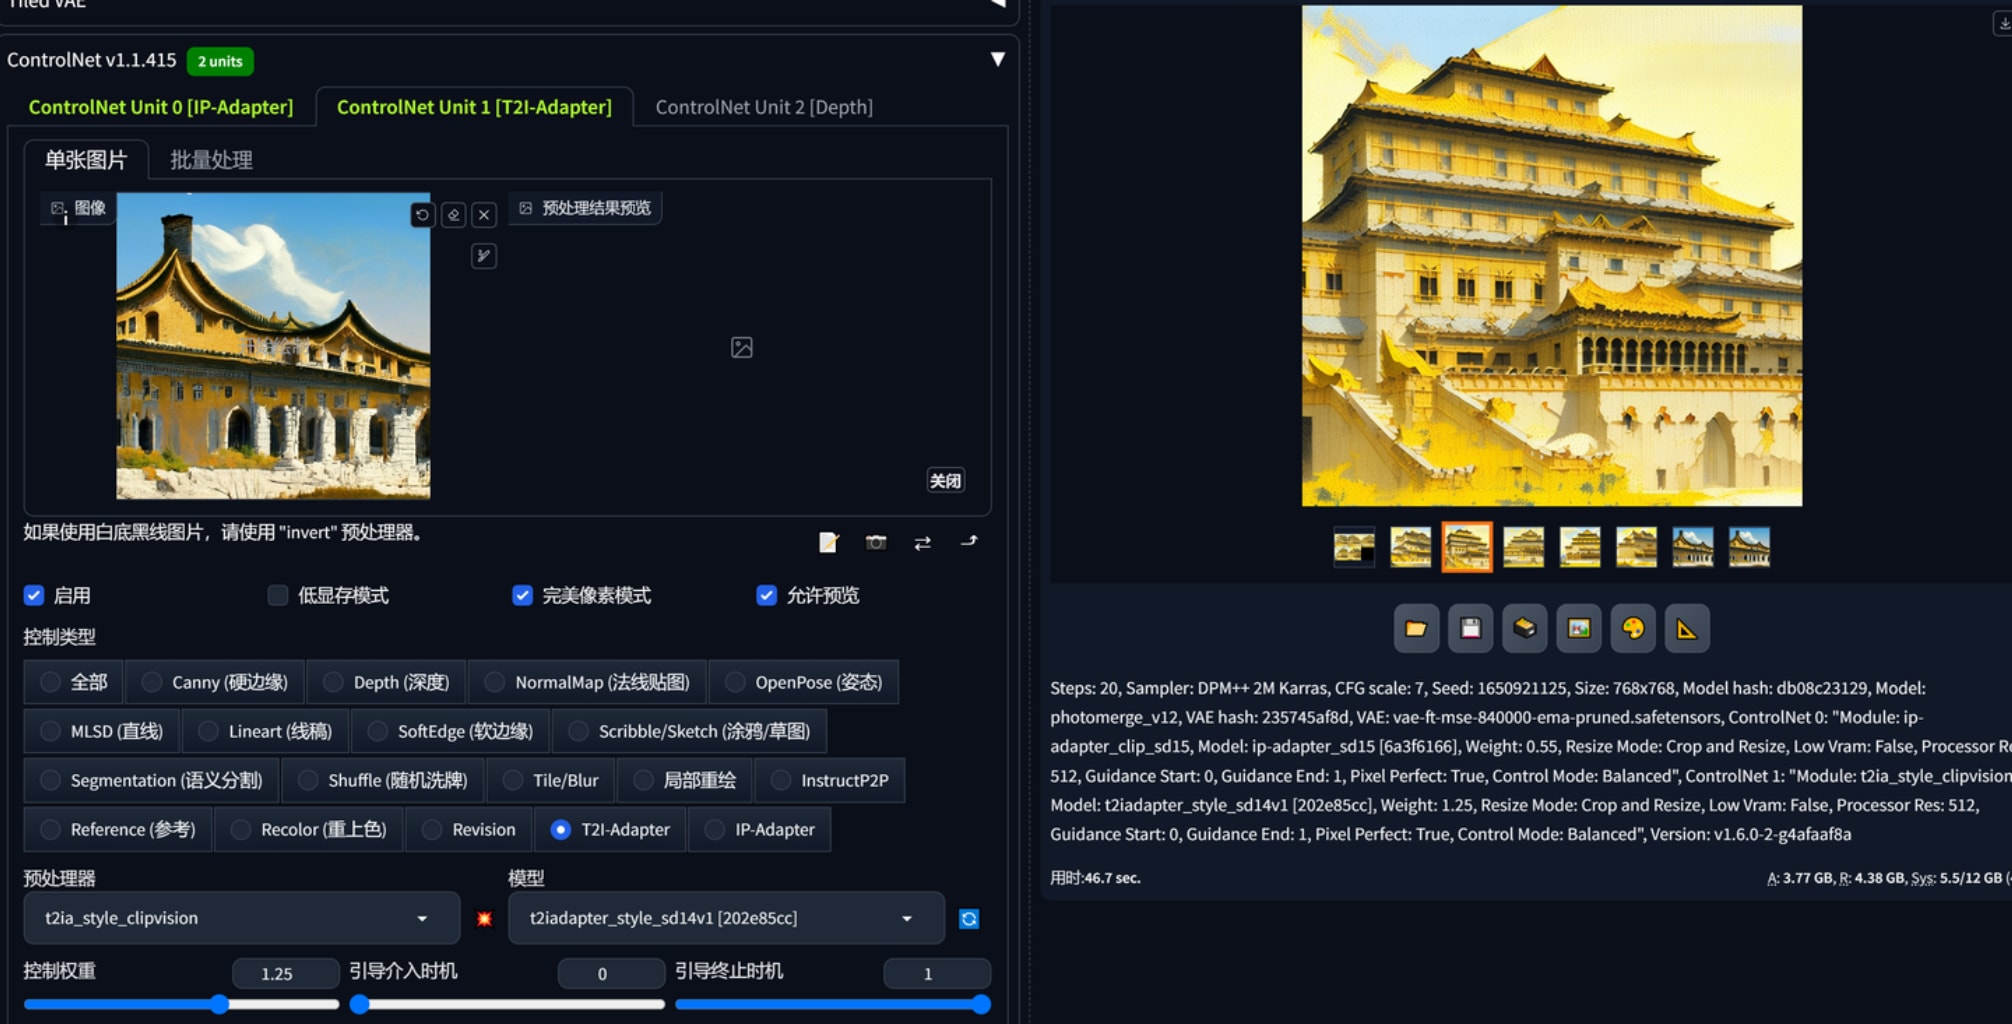 Tiled VAE
ControlNet v1.1.415 2 units
ControlNet Unit 0 [IP-Adapter] ControlNet Unit 1 [T2I-Adapter] ControlNet Unit 2 [Depth]
单张图片 批量处理
图像 预处理结果预览
关闭
如果使用白底黑线图片，请使用 "invert" 预处理器。
启用 低显存模式 完美像素模式 允许预览
控制类型
全部 Canny (硬边缘) Depth (深度) NormalMap (法线贴图) OpenPose (姿态)
MLSD (直线) Lineart (线稿) SoftEdge (软边缘) Scribble/Sketch (涂鸦/草图)
Segmentation (语义分割) Shuffle (随机洗牌) Tile/Blur 局部重绘 InstructP2P
Reference (参考) Recolor (重上色) Revision T2I-Adapter IP-Adapter
预处理器 模型
t2ia_style_clipvision t2iadapter_style_sd14v1 [202e85cc]
控制权重 1.25 引导介入时机 0 引导终止时机 1
Steps: 20, Sampler: DPM++ 2M Karras, CFG scale: 7, Seed: 1650921125, Size: 768x768, Model hash: db08c23129, Model:
photomerge_v12, VAE hash: 235745af8d, VAE: vae-ft-mse-840000-ema-pruned.safetensors, ControlNet 0: "Module: ip-
adapter_clip_sd15, Model: ip-adapter_sd15 [6a3f6166], Weight: 0.55, Resize Mode: Crop and Resize, Low Vram: False, Processor R
512, Guidance Start: 0, Guidance End: 1, Pixel Perfect: True, Control Mode: Balanced", ControlNet 1: "Module: t2ia_style_clipvision
Model: t2iadapter_style_sd14v1 [202e85cc], Weight: 1.25, Resize Mode: Crop and Resize, Low Vram: False, Processor Res: 512,
Guidance Start: 0, Guidance End: 1, Pixel Perfect: True, Control Mode: Balanced", Version: v1.6.0-2-g4afaaf8a
用时:46.7 sec. A: 3.77 GB, R: 4.38 GB, Sys: 5.5/12 GB